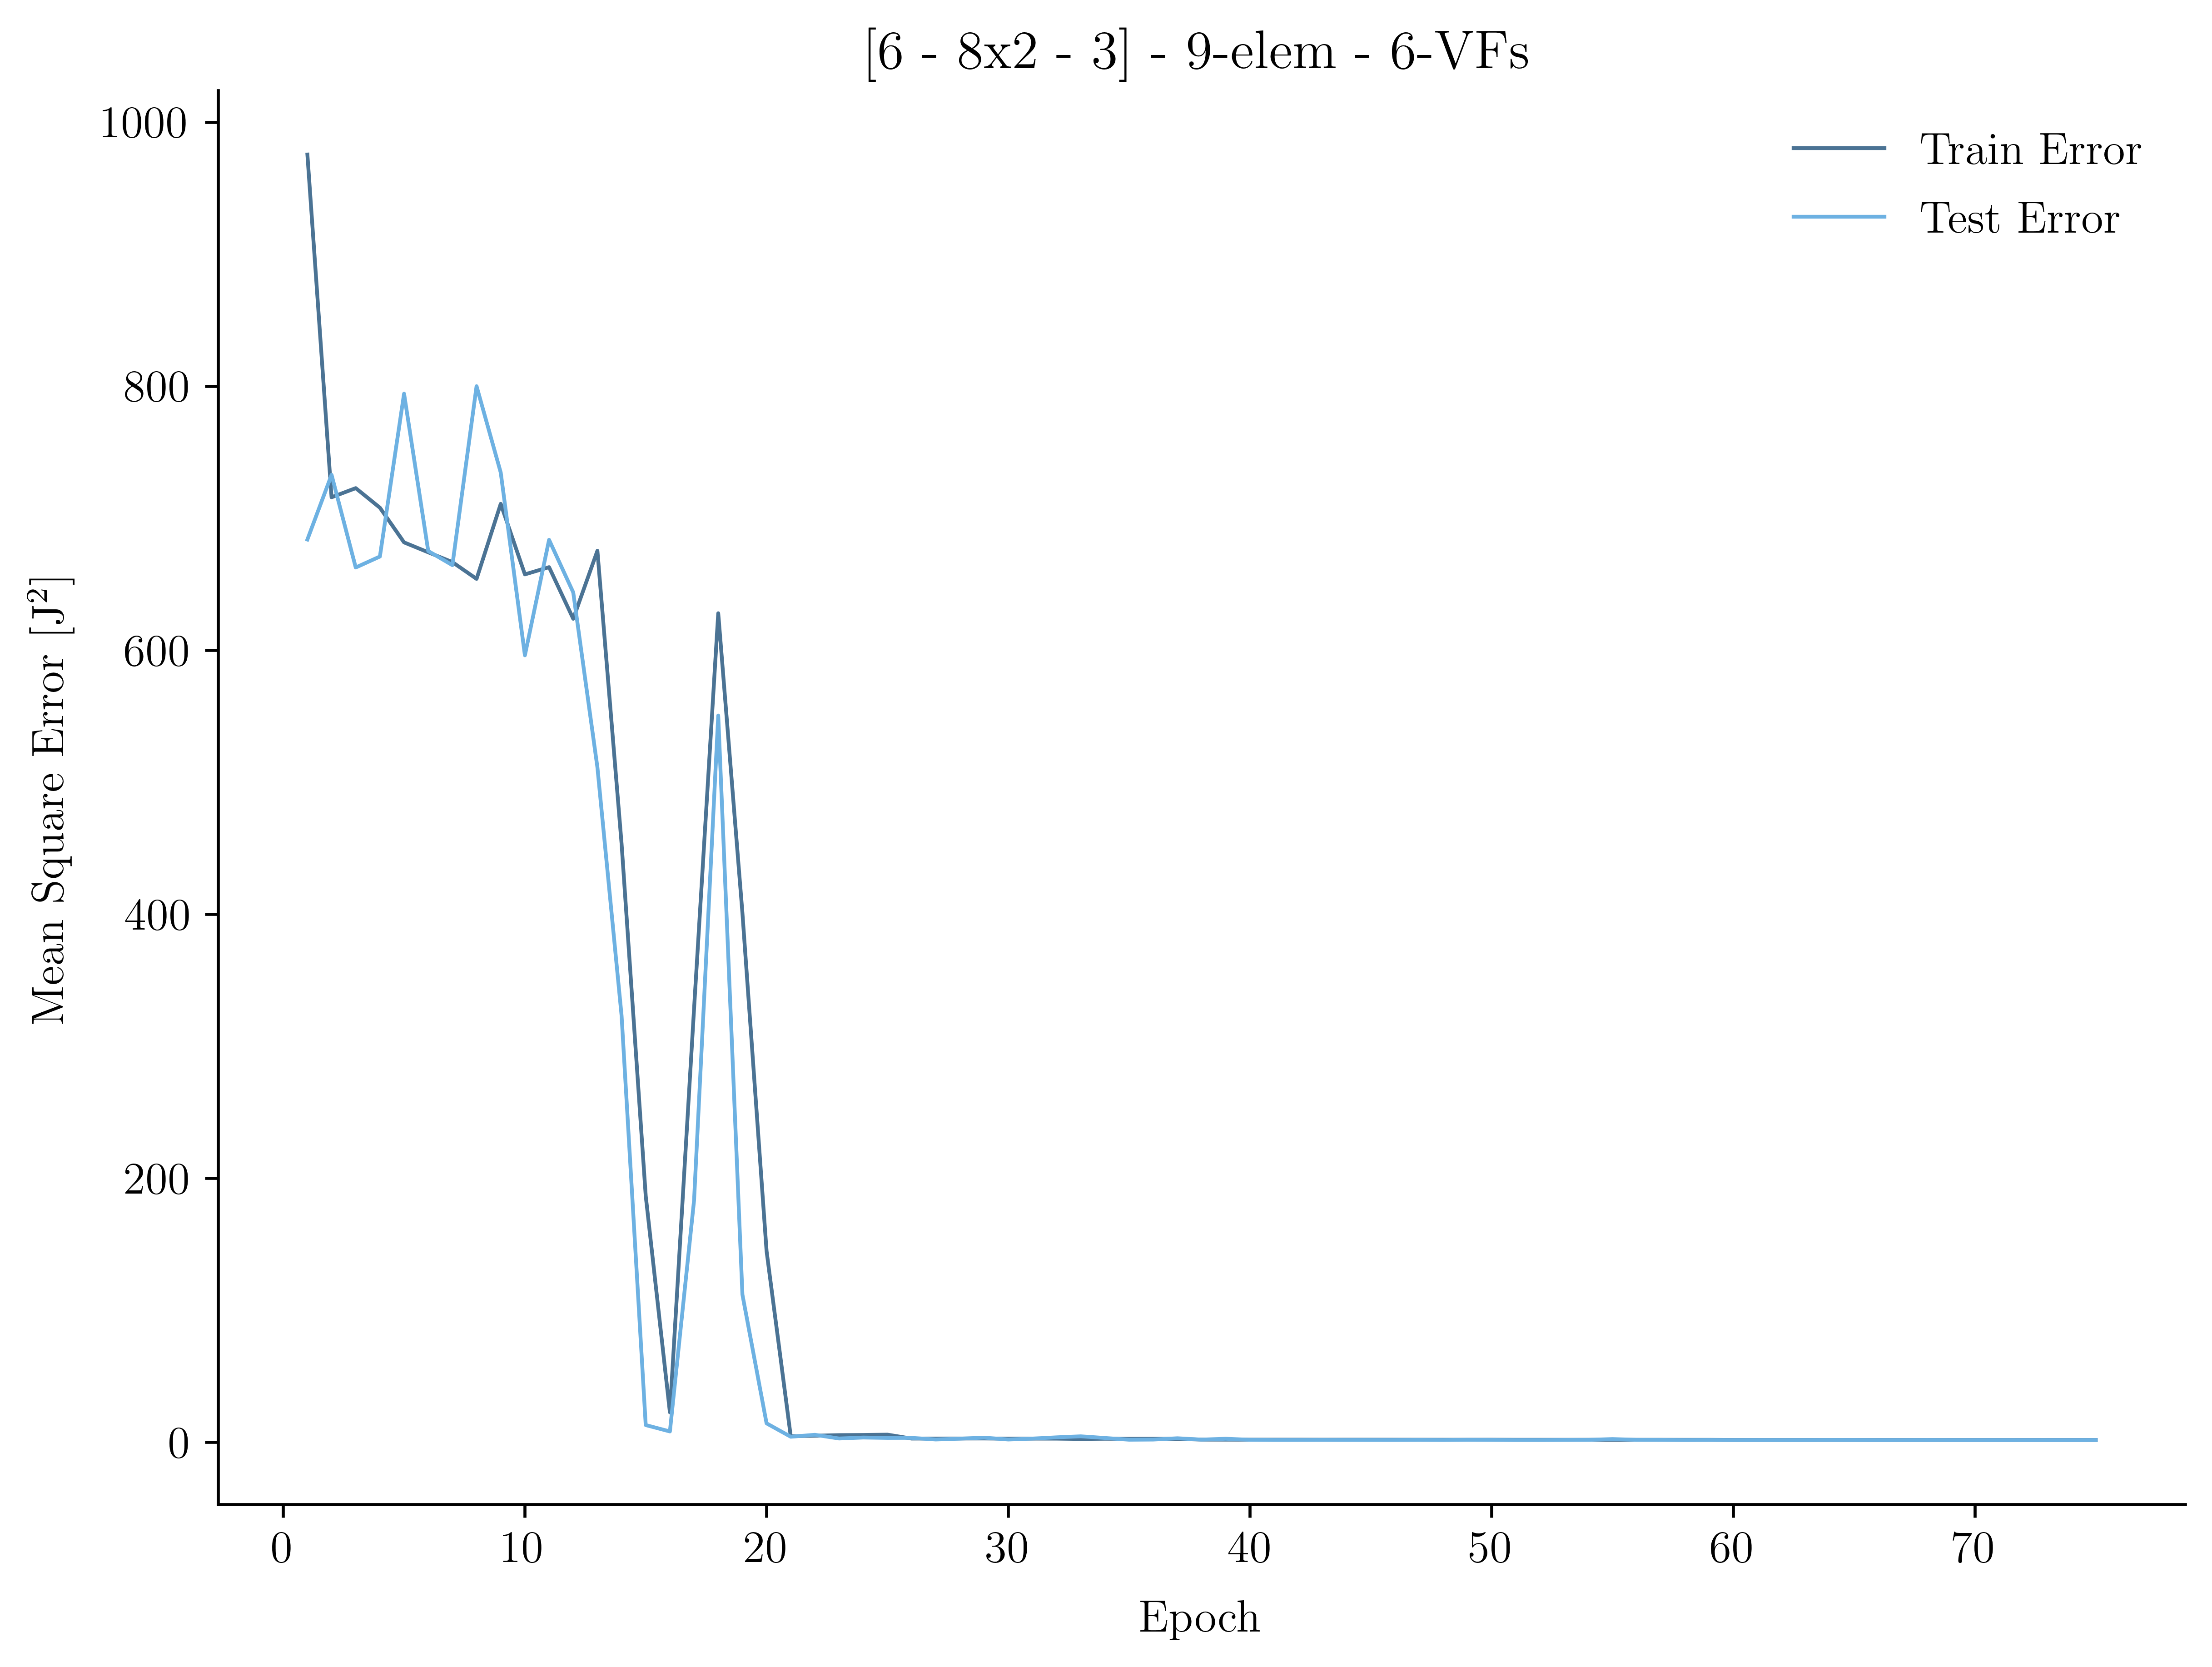 [6 - 8x2 - 3] - 9-elem - 6-VFs
Train Error
Test Error
Mean Square Error [J²]
1000
800
600
400
200
0
0 10 20 30 40 50 60 70
Epoch